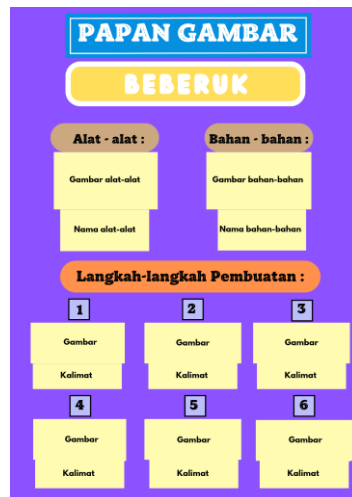 PAPAN GAMBAR
BEBERUK
Alat - alat :
Bahan - bahan :
Gambar alat-alat
Gambar bahan-bahan
Nama alat-alat
Nama bahan-bahan
Langkah-langkah Pembuatan :
1
2
3
Gambar
Gambar
Gambar
Kalimat
Kalimat
Kalimat
4
5
6
Gambar
Gambar
Gambar
Kalimat
Kalimat
Kalimat